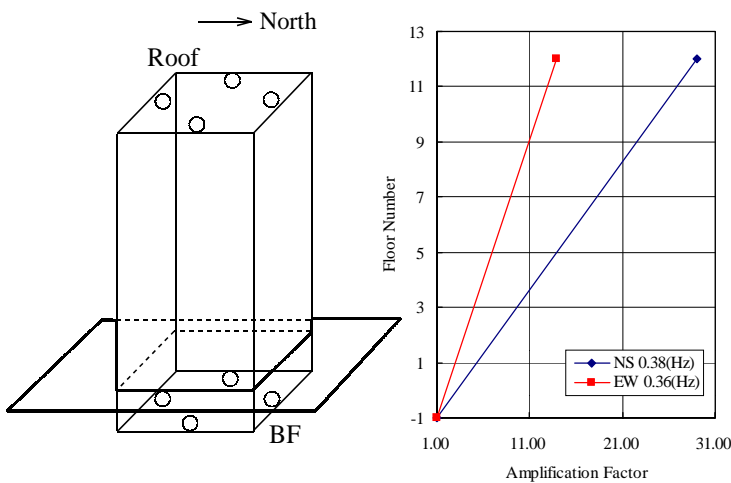 North
Roof
BF
13
11
9
7
5
3
1
-1
Floor Number
NS 0.38(Hz)
EW 0.36(Hz)
1.00 11.00 21.00 31.00
Amplification Factor